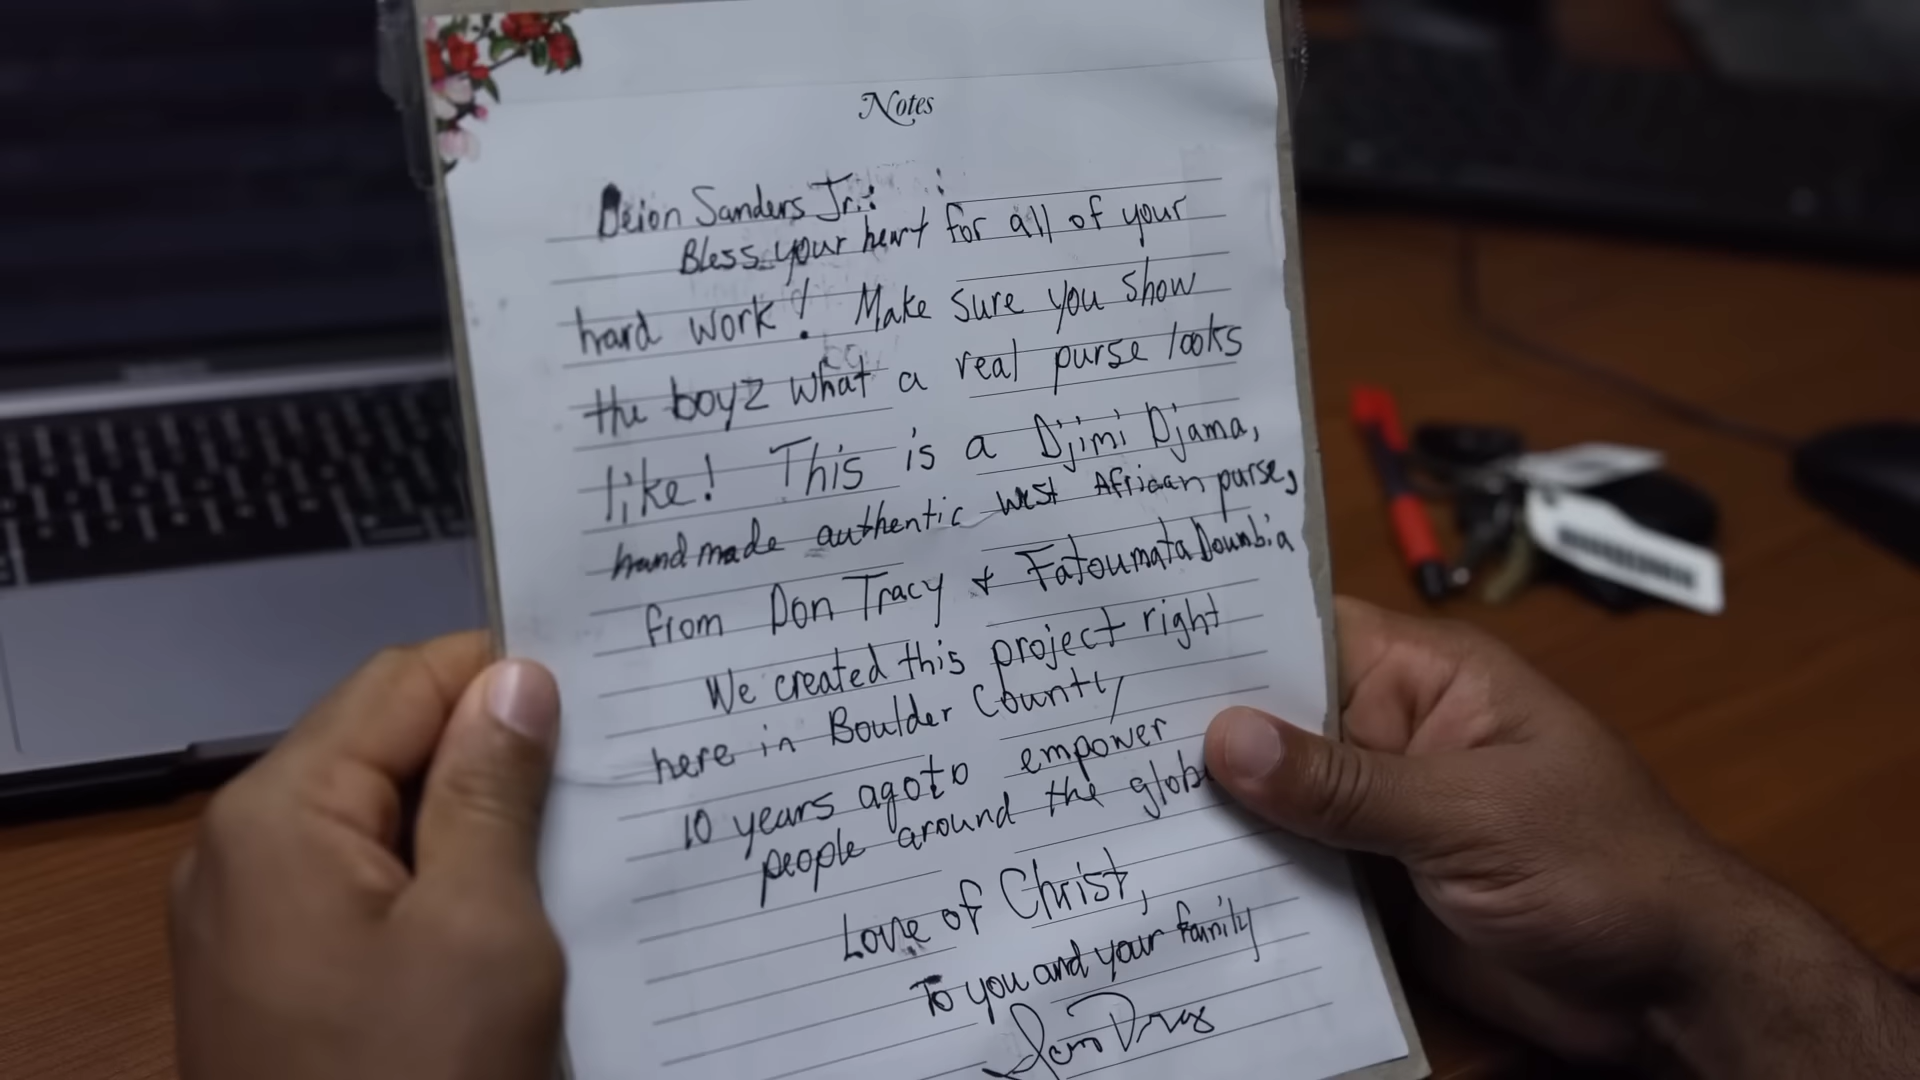 Notes
Deion Sanders Jr.:
Bless your heart for all of your
hard work! Make sure you show
the boyz what a real purse looks
like! This is a Djimi Djama,
handmade authentic West African purse,
from Don Tracy & Fatoumata Doumbia
We created this project right
here in Boulder County
10 years ago to empower
people around the globe
Love of Christ,
To you and your family